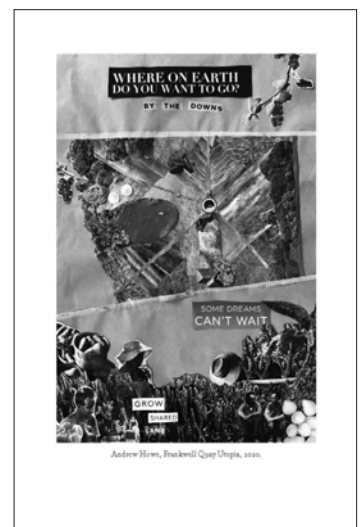 WHERE ON EARTH
DO YOU WANT TO GO?
BY THE DOWNS
SOME DREAMS
CAN'T WAIT
GROW
SHARED
LAND
Andrew Howe, Frankwell Quay Utopia, 2020.